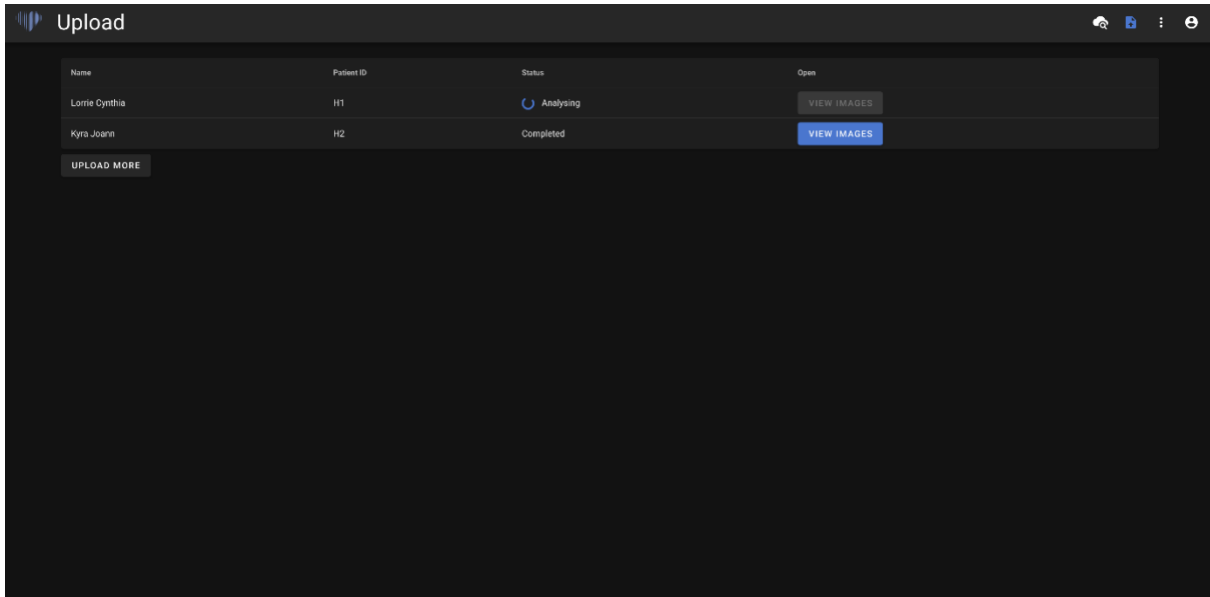 Upload
Name Patient ID Status Open
Lorrie Cynthia H1 Analysing VIEW IMAGES
Kyra Joann H2 Completed VIEW IMAGES
UPLOAD MORE